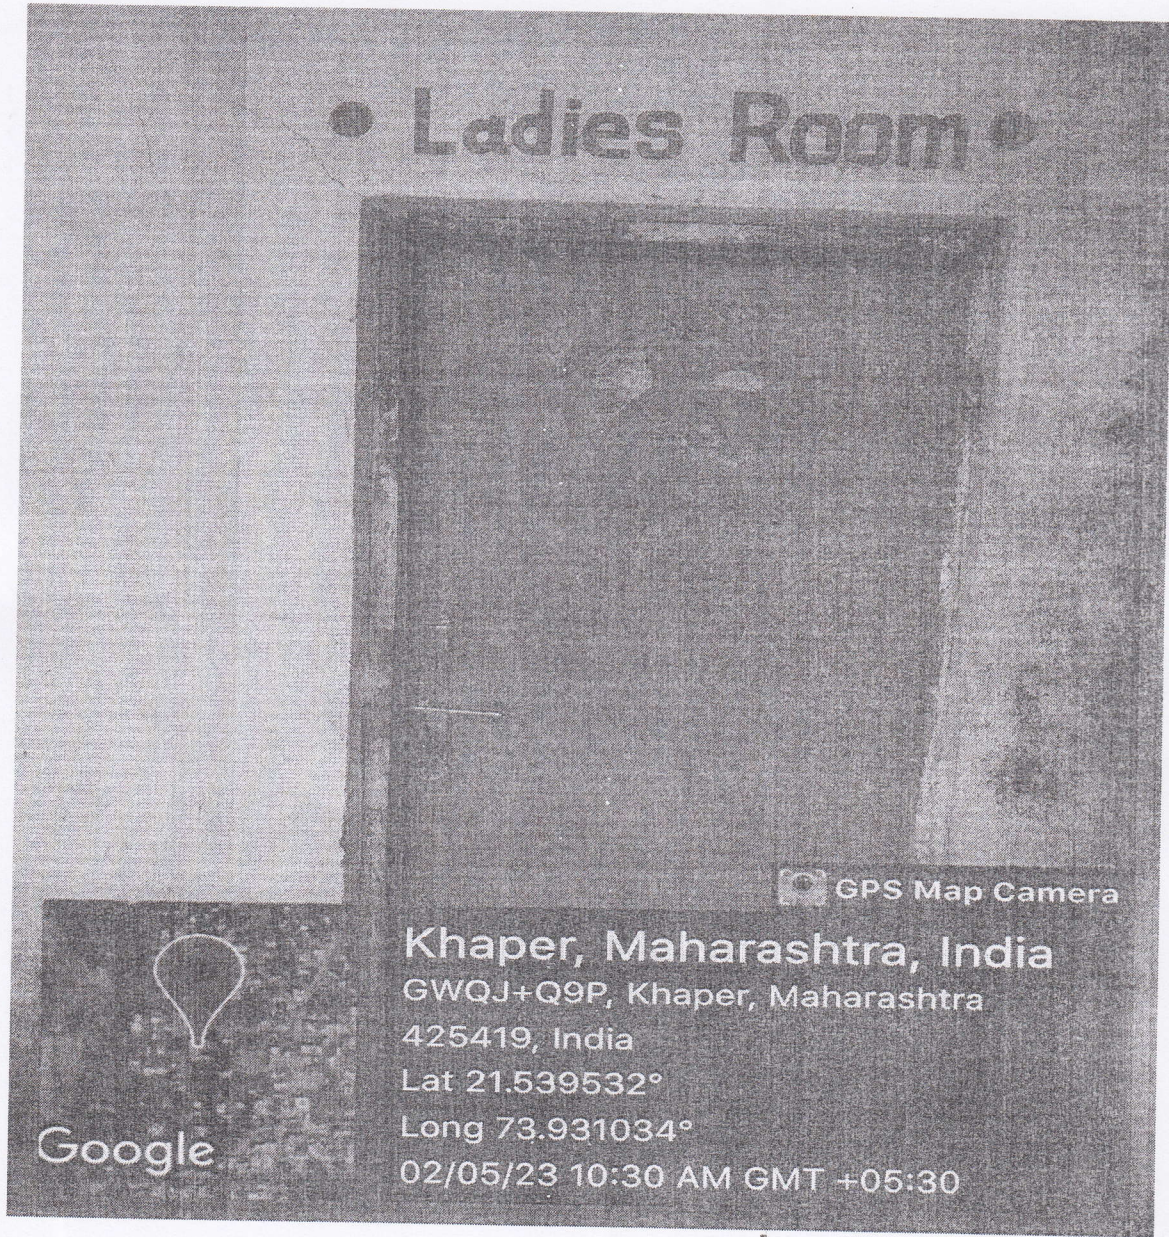 • Ladies Room •
GPS Map Camera
Khaper, Maharashtra, India
GWQJ+Q9P, Khaper, Maharashtra
425419, India
Lat 21.539532°
Long 73.931034°
02/05/23 10:30 AM GMT +05:30
Google